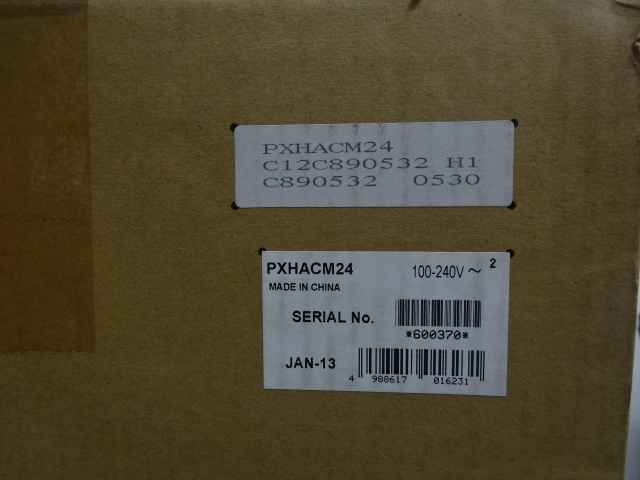 PXHACM24
C12C890532 H1
C890532 0530
PXHACM24 100-240V～ 2
MADE IN CHINA
SERIAL No.
*600370*
JAN-13
4 988617 016231